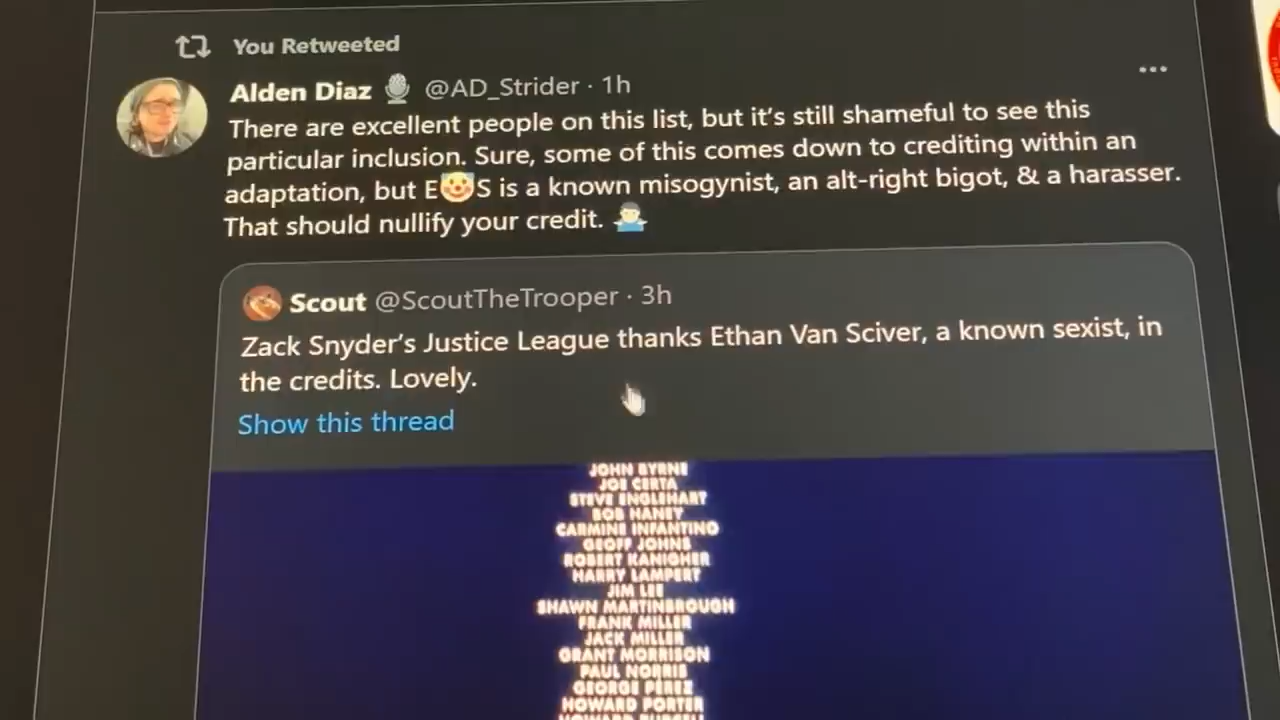 You Retweeted
Alden Diaz 🎙️ @AD_Strider · 1h
There are excellent people on this list, but it's still shameful to see this
particular inclusion. Sure, some of this comes down to crediting within an
adaptation, but E🤡S is a known misogynist, an alt-right bigot, & a harasser.
That should nullify your credit. 🤷‍♂️
Scout @ScoutTheTrooper · 3h
Zack Snyder's Justice League thanks Ethan Van Sciver, a known sexist, in
the credits. Lovely.
Show this thread
JOHN BYRNE
JOE CERTA
STEVE ENGLEHART
BOB HANEY
CARMINE INFANTINO
GEOFF JOHNS
ROBERT KANIGHER
HARRY LAMPERT
JIM LEE
SHAWN MARTINBROUGH
FRANK MILLER
JACK MILLER
GRANT MORRISON
PAUL NORRIS
GEORGE PÉREZ
HOWARD PORTER
HOWARD PURCELL